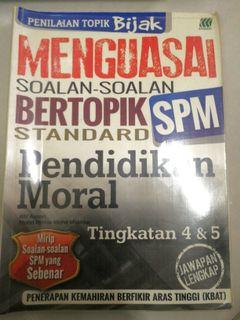 PENILAIAN TOPIK Bijak
MENGUASAI
SOALAN-SOALAN
BERTOPIK SPM
STANDARD
Pendidikan
Moral
Tingkatan 4 & 5
Mirip
Soalan-soalan
SPM yang
Sebenar
JAWAPAN
LENGKAP
PENERAPAN KEMAHIRAN BERFIKIR ARAS TINGGI (KBAT)